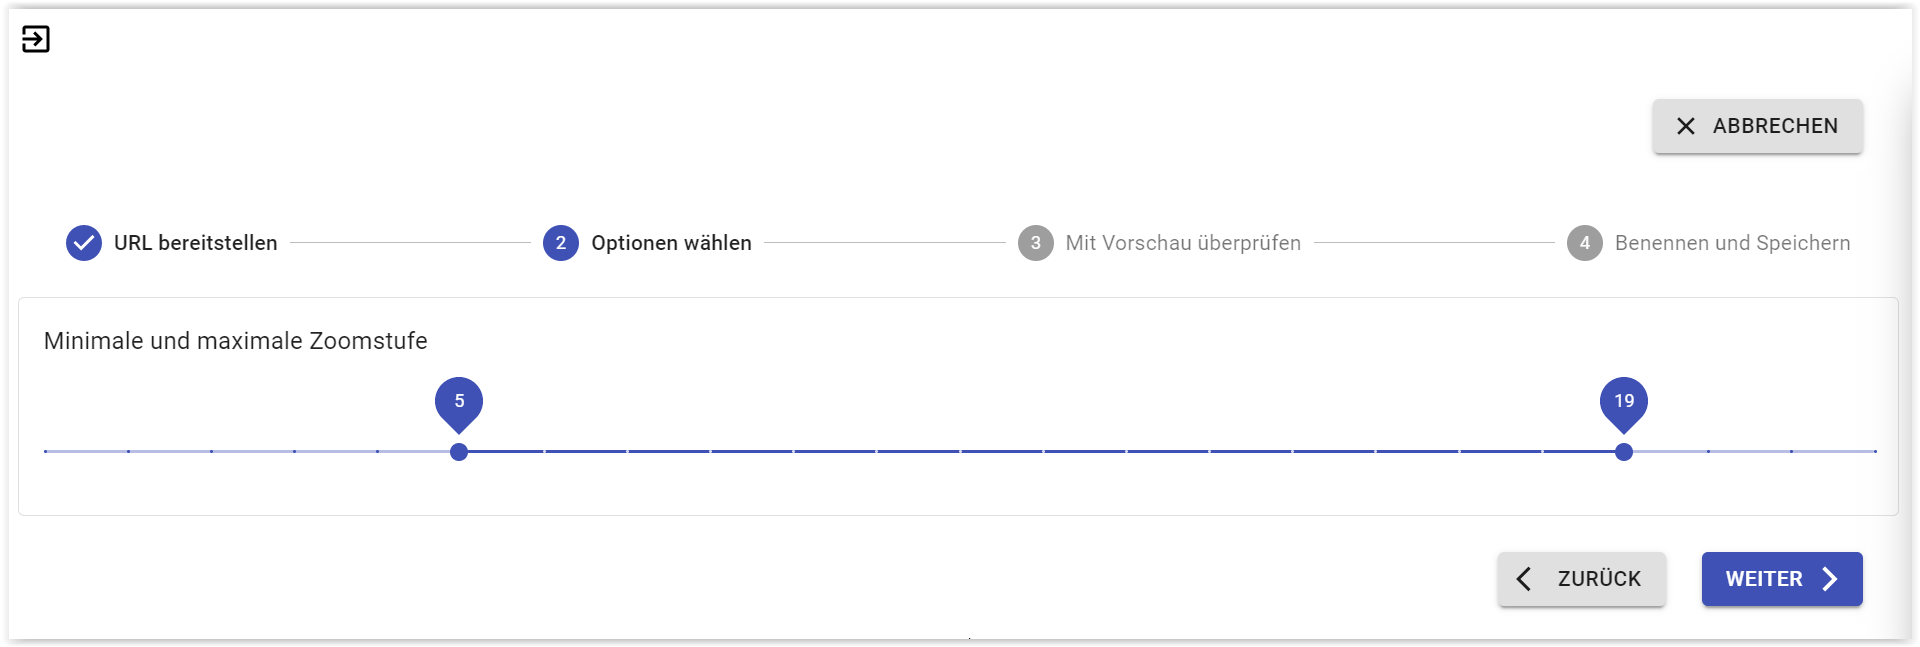 ABBRECHEN
URL bereitstellen
2 Optionen wählen
3 Mit Vorschau überprüfen
4 Benennen und Speichern
Minimale und maximale Zoomstufe
5
19
ZURÜCK
WEITER